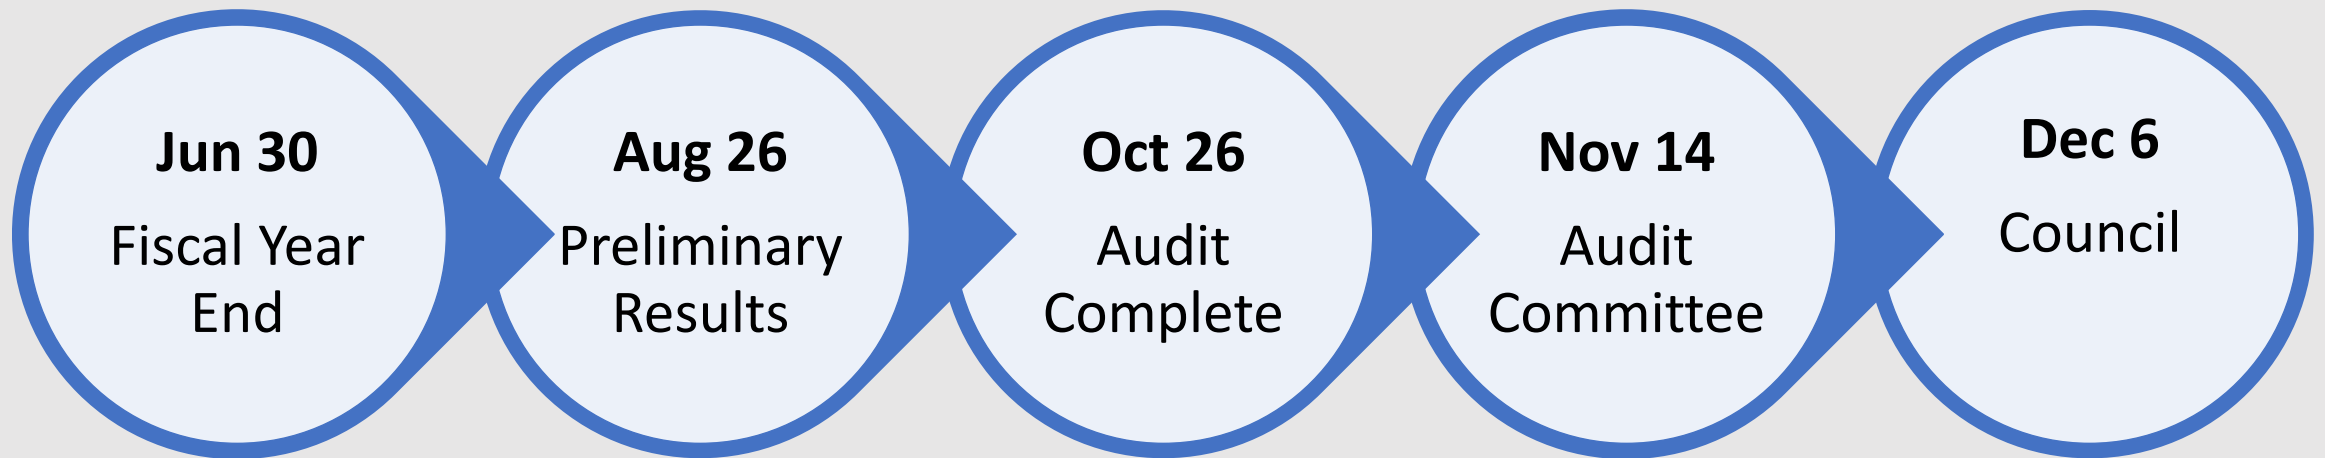 Jun 30
Fiscal Year
End
Aug 26
Preliminary
Results
Oct 26
Audit
Complete
Nov 14
Audit
Committee
Dec 6
Council